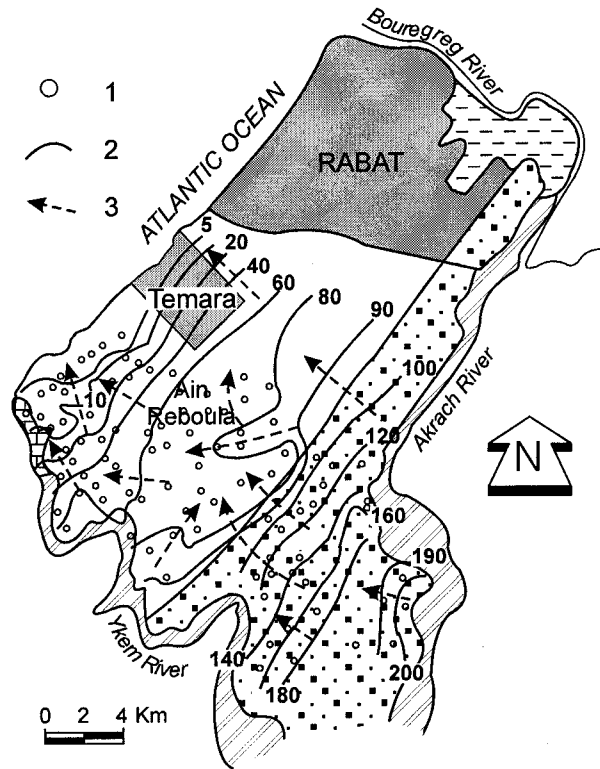 Bouregreg River
1
2
3
ATLANTIC OCEAN
RABAT
5
20
40
60
80
90
Temara
100
10
Ain
Reboula
Akrach River
120
N
160
190
Ykem River
140
180
200
0 2 4 Km